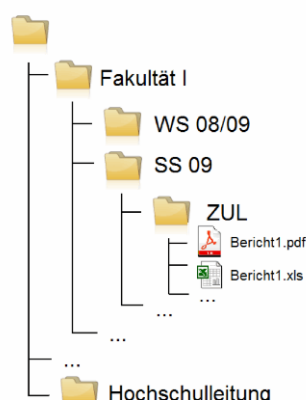 Fakultät I
WS 08/09
SS 09
ZUL
Bericht1.pdf
Bericht1.xls
...
...
...
...
Hochschulleitung